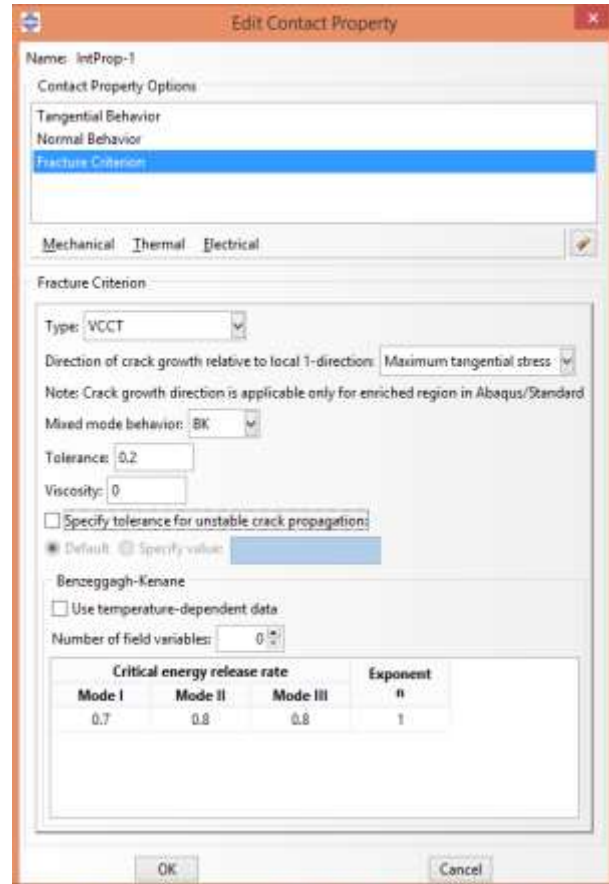 Edit Contact Property
Name: IntProp-1
Contact Property Options
Tangential Behavior
Normal Behavior
Fracture Criterion
Mechanical Thermal Electrical
Fracture Criterion
Type: VCCT
Direction of crack growth relative to local 1-direction: Maximum tangential stress
Note: Crack growth direction is applicable only for enriched region in Abaqus/Standard
Mixed mode behavior: BK
Tolerance: 0.2
Viscosity: 0
Specify tolerance for unstable crack propagation:
Default Specify value:
Benzeggagh-Kenane
Use temperature-dependent data
Number of field variables: 0
Critical energy release rate Exponent
Mode I Mode II Mode III n
0.7 0.8 0.8 1
OK Cancel